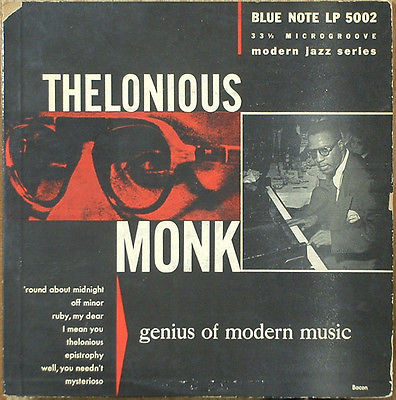 BLUE NOTE LP 5002
33⅓ MICROGROOVE
modern jazz series
THELONIOUS
MONK
'round about midnight
off minor
ruby, my dear
I mean you
thelonious
epistrophy
well, you needn't
mysterioso
genius of modern music
Bacon